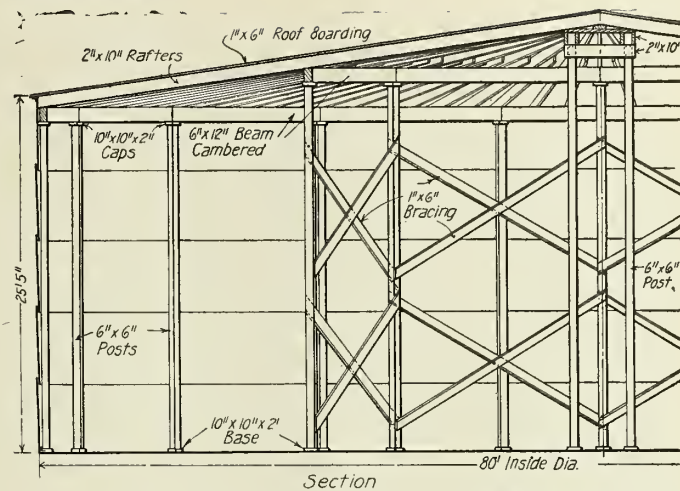 1"x6" Roof Boarding
2"x10" Rafters
2"x10"
10"x10"x2"
Caps
6"x12" Beam
Cambered
1"x6"
Bracing
25'5"
6"x6"
Post
6"x6"
Posts
10"x10"x2'
Base
80' Inside Dia.
Section